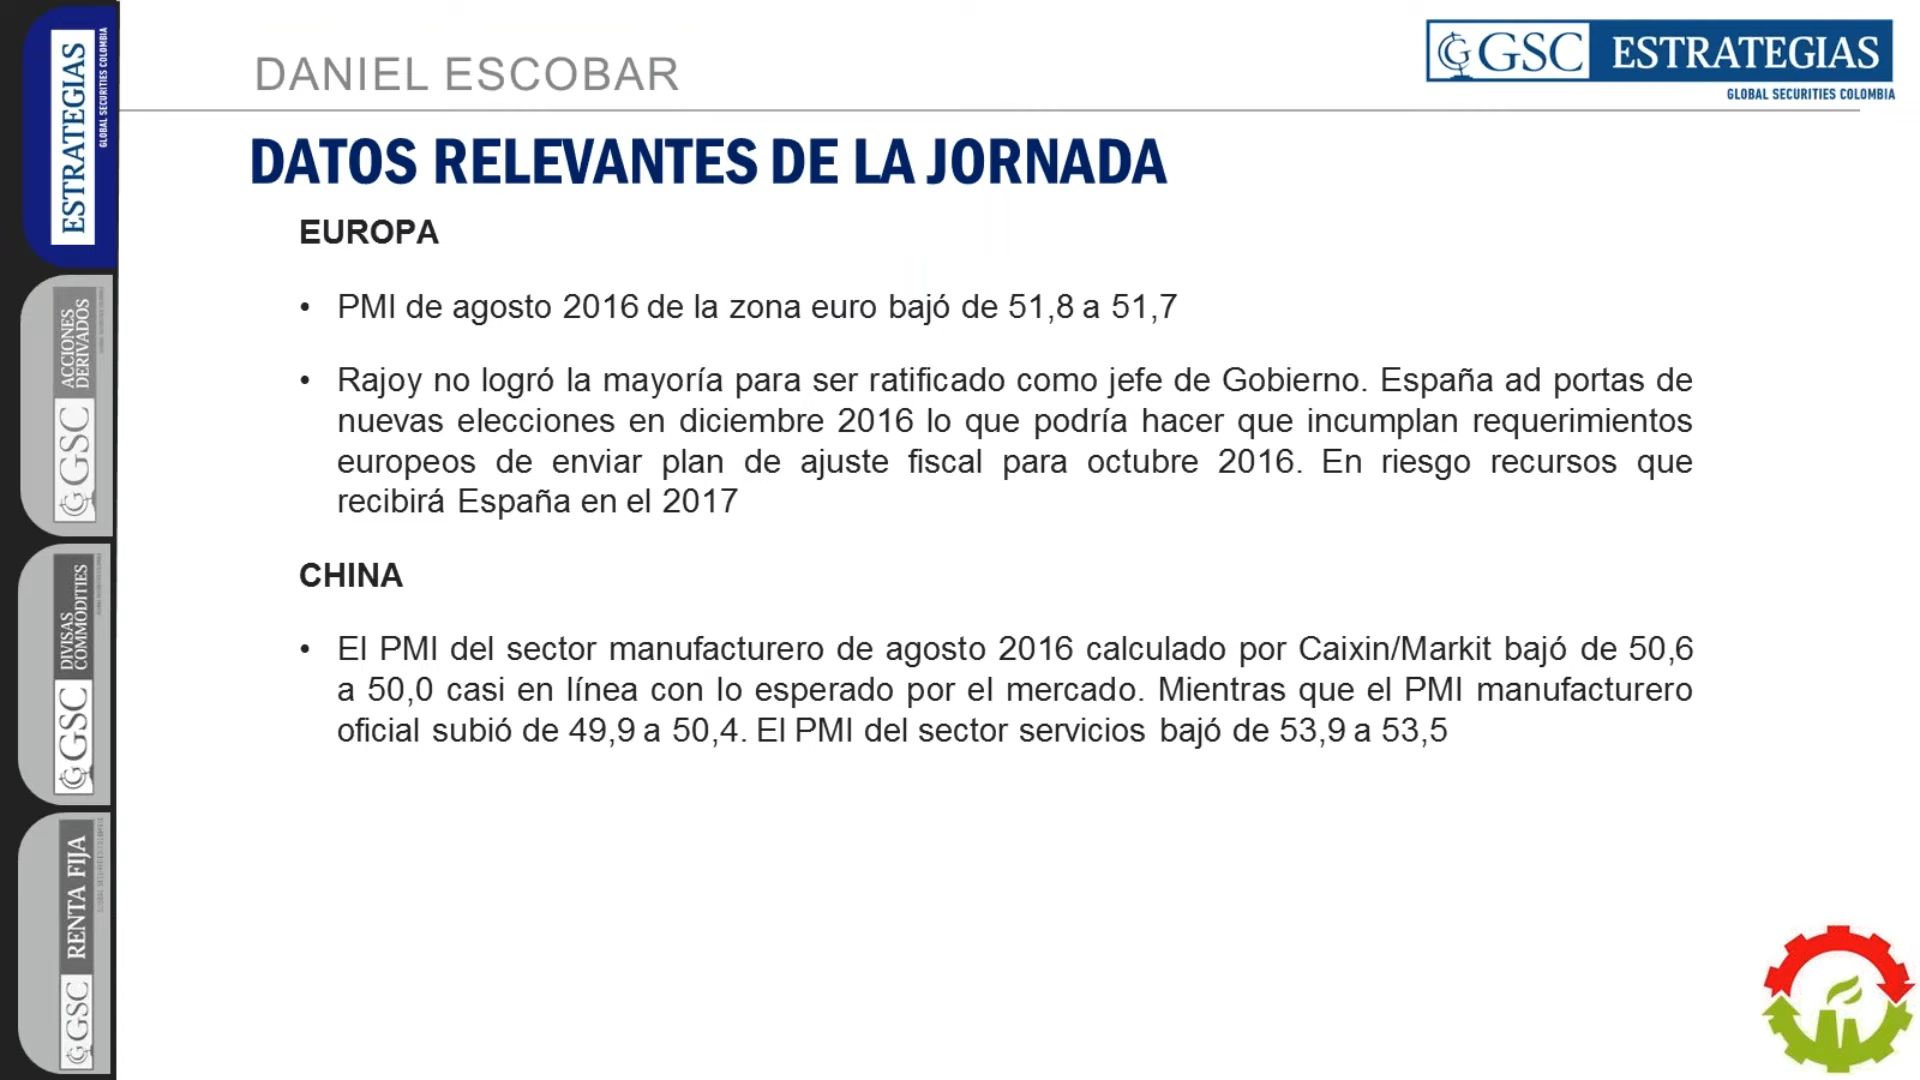 DANIEL ESCOBAR
GSC ESTRATEGIAS
GLOBAL SECURITIES COLOMBIA
DATOS RELEVANTES DE LA JORNADA
EUROPA
• PMI de agosto 2016 de la zona euro bajó de 51,8 a 51,7
• Rajoy no logró la mayoría para ser ratificado como jefe de Gobierno. España ad portas de
nuevas elecciones en diciembre 2016 lo que podría hacer que incumplan requerimientos
europeos de enviar plan de ajuste fiscal para octubre 2016. En riesgo recursos que
recibirá España en el 2017
CHINA
• El PMI del sector manufacturero de agosto 2016 calculado por Caixin/Markit bajó de 50,6
a 50,0 casi en línea con lo esperado por el mercado. Mientras que el PMI manufacturero
oficial subió de 49,9 a 50,4. El PMI del sector servicios bajó de 53,9 a 53,5
ESTRATEGIAS
GLOBAL SECURITIES COLOMBIA
GSC ACCIONES
DERIVADOS
GSC DIVISAS
COMMODITIES
GSC RENTA FIJA